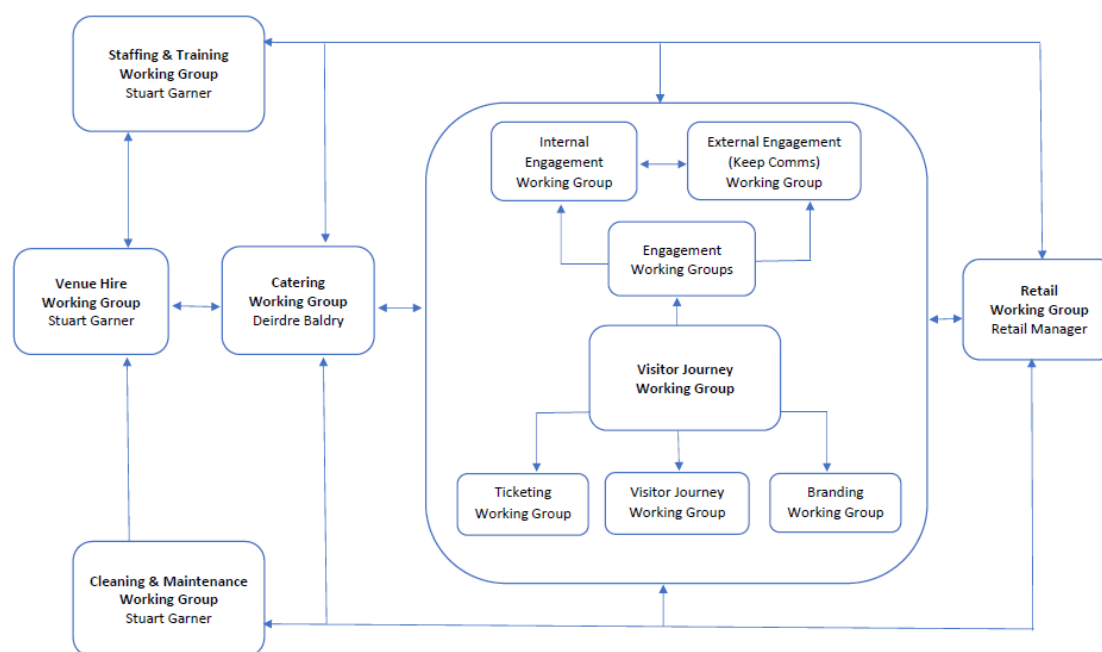 Staffing & Training
Working Group
Stuart Garner
Internal
Engagement
Working Group
External Engagement
(Keep Comms)
Working Group
Engagement
Working Groups
Venue Hire
Working Group
Stuart Garner
Catering
Working Group
Deirdre Baldry
Retail
Working Group
Retail Manager
Visitor Journey
Working Group
Ticketing
Working Group
Visitor Journey
Working Group
Branding
Working Group
Cleaning & Maintenance
Working Group
Stuart Garner